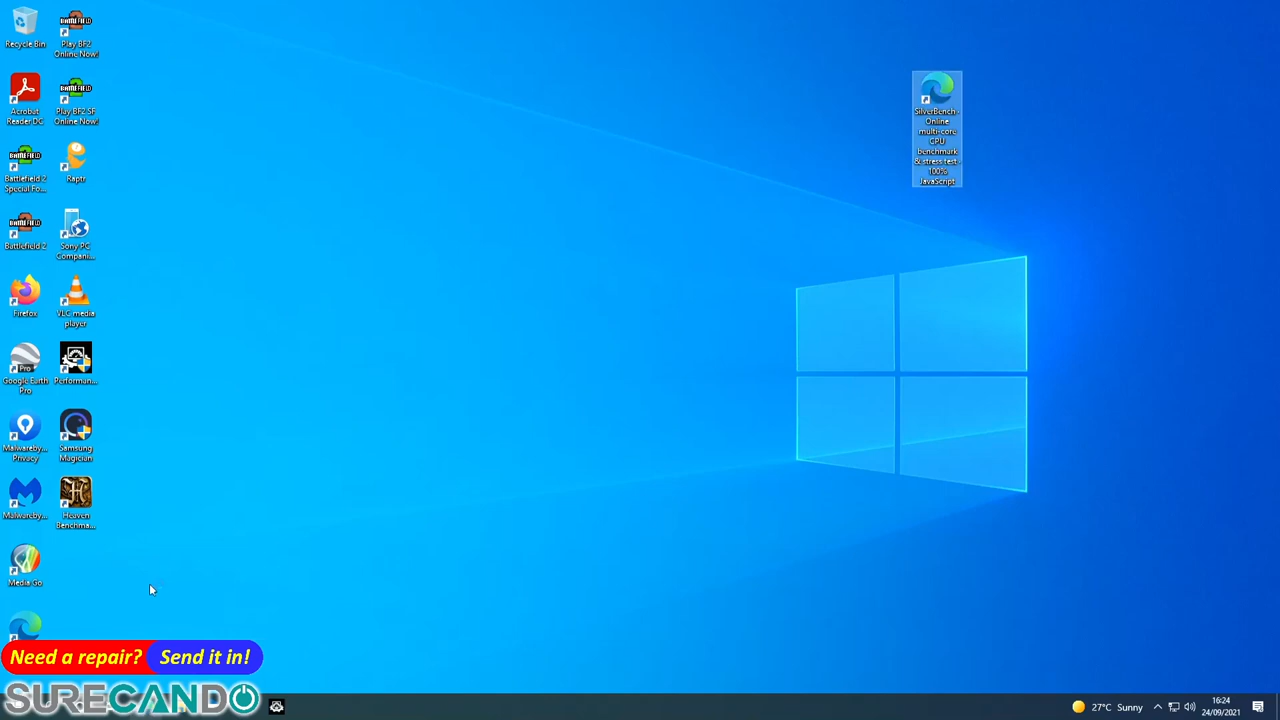 Recycle Bin
Play BF2
Online Now!
Acrobat
Reader DC
Play BF2 SF
Online Now!
Battlefield 2
Special Fo...
Raptr
Battlefield 2
Sony PC
Compani...
Firefox
VLC media
player
Google Earth
Pro
Performan...
Malwareby...
Privacy
Samsung
Magician
Malwareby...
Heaven
Benchma...
Media Go
SilverBench -
Online
multi-core
CPU
benchmark
& stress test -
100%
JavaScript
Need a repair? Send it in!
SURECANDO
27°C Sunny
16:24
24/09/2021